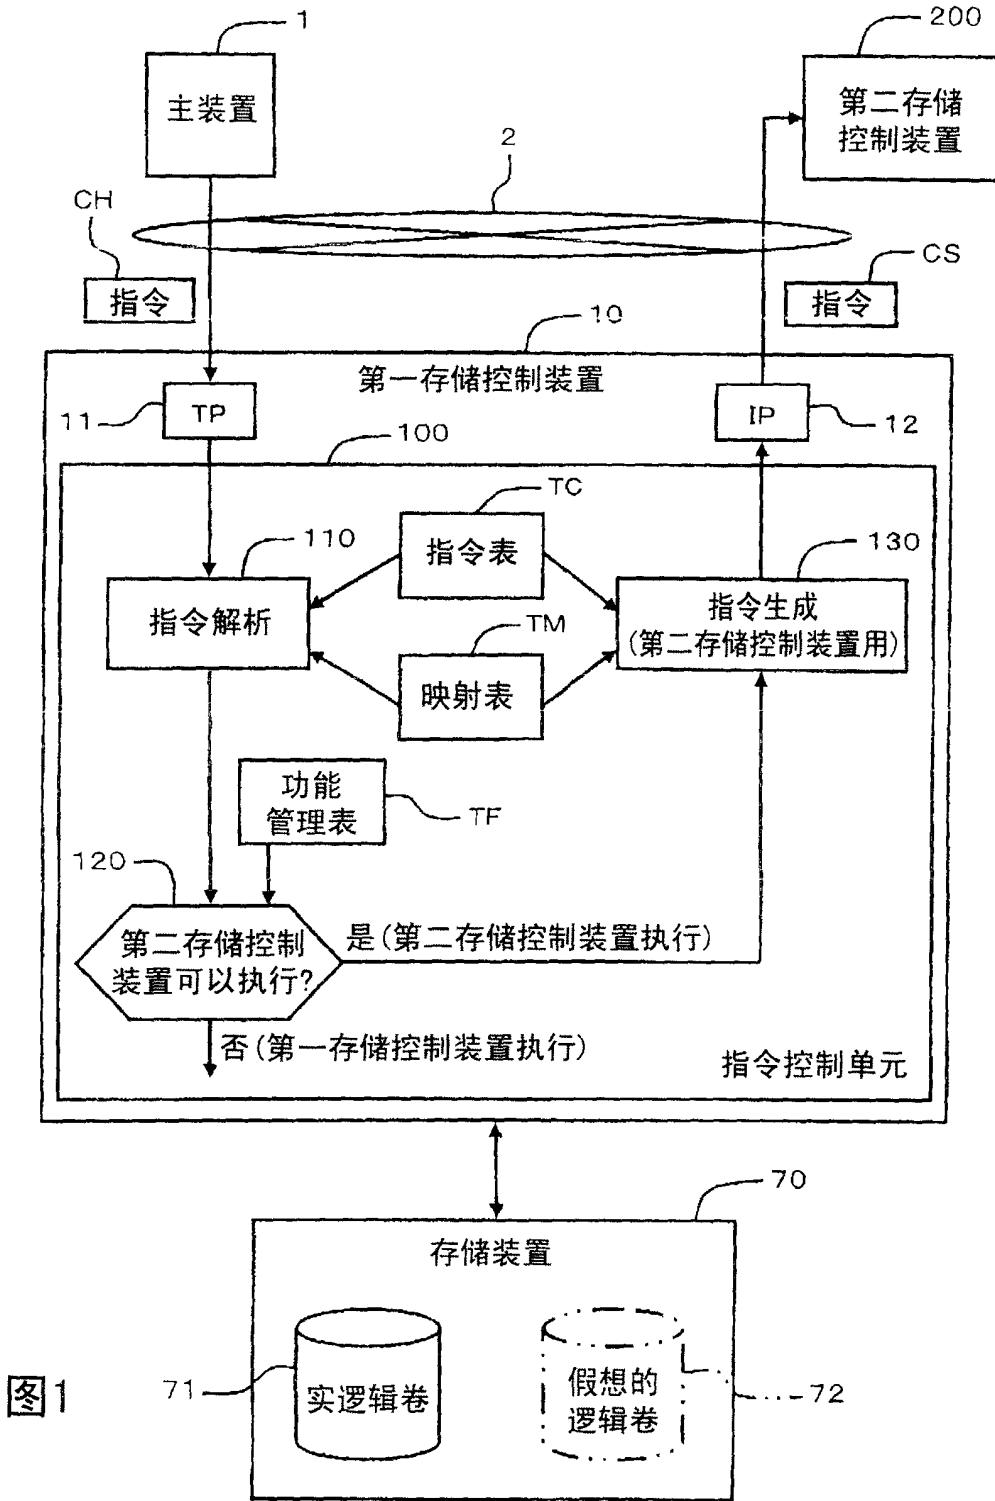 1
200
主装置
第二存储
控制装置
2
CH
CS
指令
指令
10
第一存储控制装置
11
TP
IP
12
100
TC
110
指令表
130
指令解析
指令生成
(第二存储控制装置用)
TM
映射表
功能
管理表
TF
120
第二存储控制
装置可以执行?
是(第二存储控制装置执行)
否(第一存储控制装置执行)
指令控制单元
70
存储装置
71
实逻辑卷
假想的
逻辑卷
72
图1